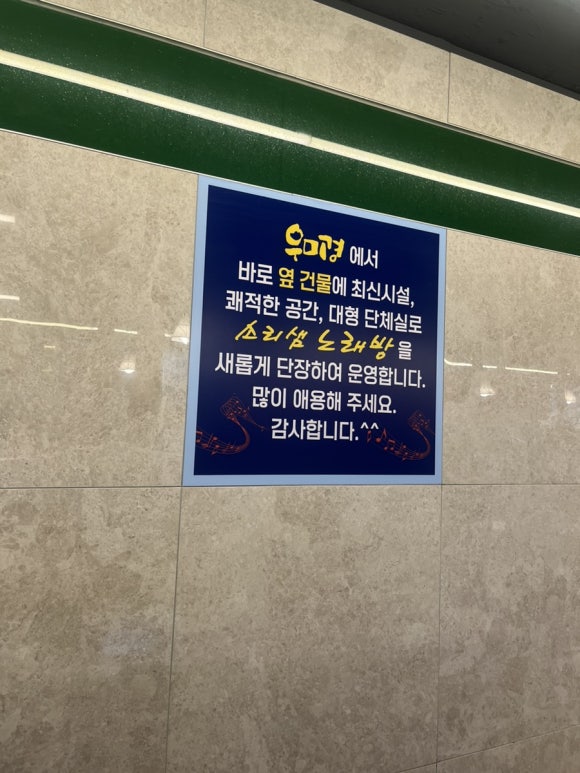 우미경 에서
바로 옆 건물에 최신시설,
쾌적한 공간, 대형 단체실로
소리샘 노래방 을
새롭게 단장하여 운영합니다.
많이 애용해 주세요.
감사합니다.^^